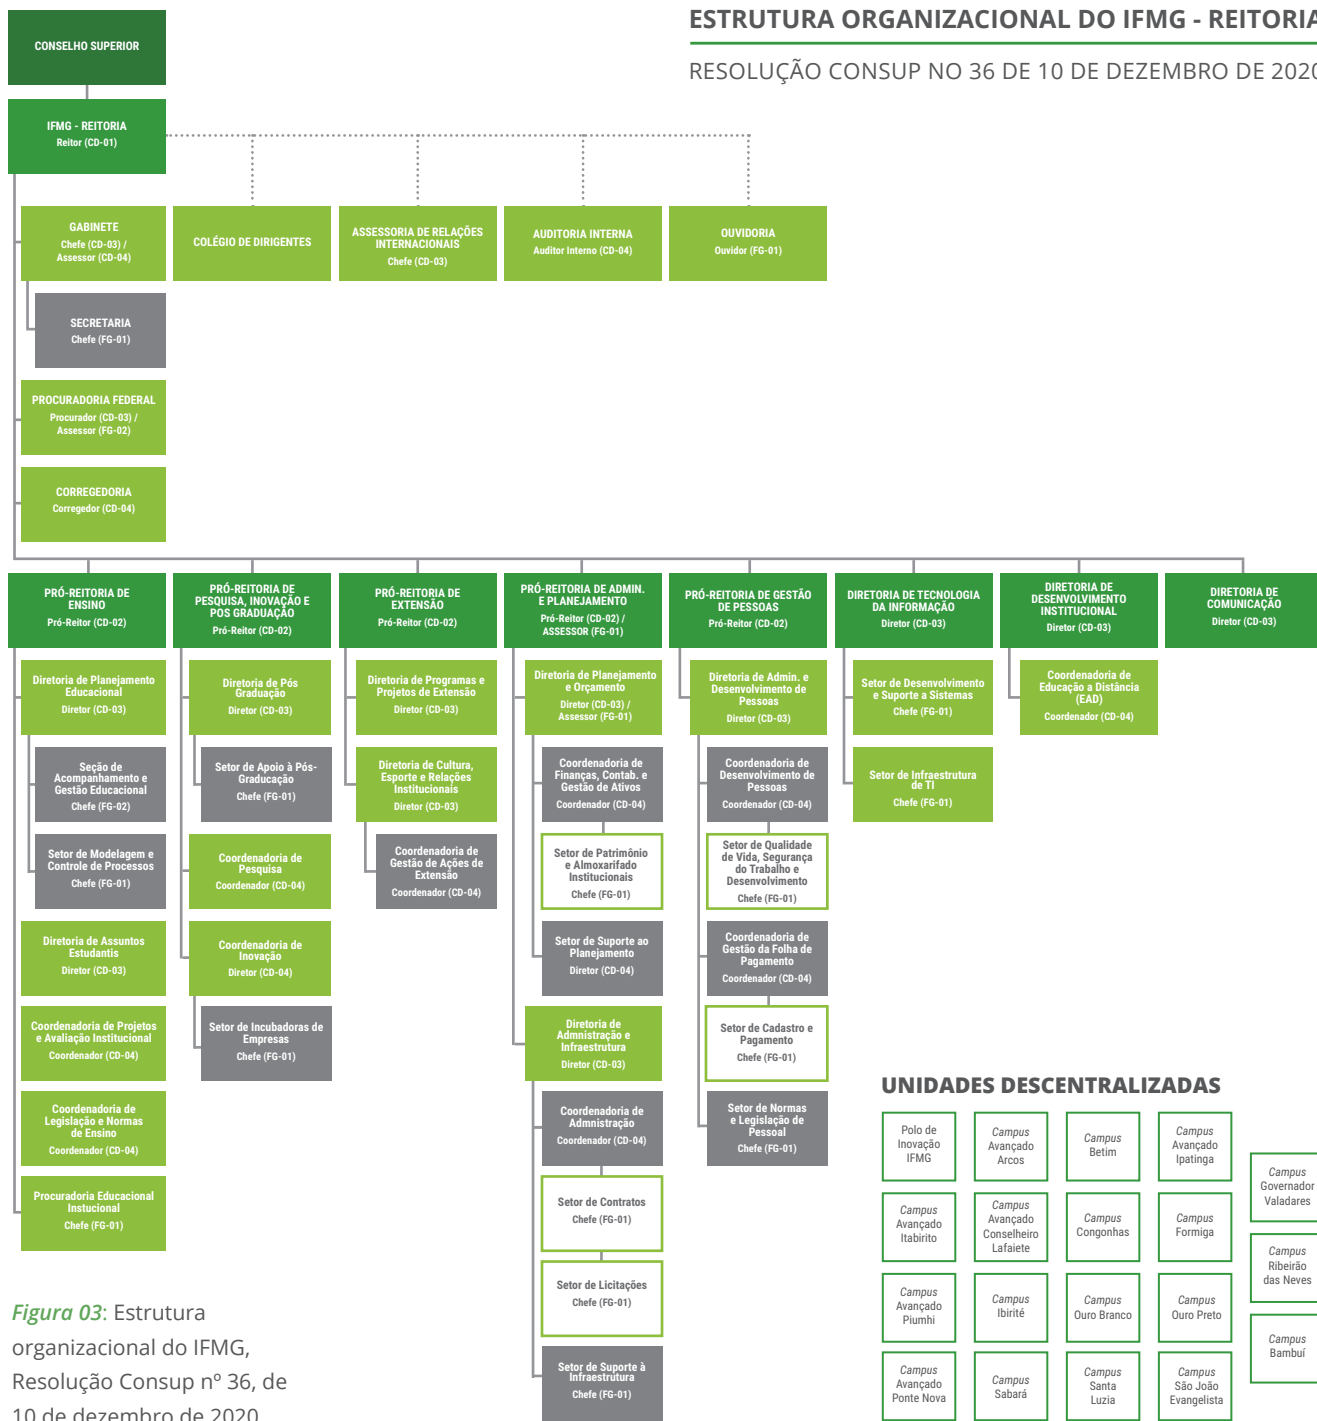 ESTRUTURA ORGANIZACIONAL DO IFMG - REITORIA
RESOLUÇÃO CONSUP NO 36 DE 10 DE DEZEMBRO DE 2020
CONSELHO SUPERIOR
IFMG - REITORIA
Reitor (CD-01)
GABINETE
Chefe (CD-03) /
Assessor (CD-04)
COLÉGIO DE DIRIGENTES
ASSESSORIA DE RELAÇÕES
INTERNACIONAIS
Chefe (CD-03)
AUDITORIA INTERNA
Auditor Interno (CD-04)
OUVIDORIA
Ouvidor (FG-01)
SECRETARIA
Chefe (FG-01)
PROCURADORIA FEDERAL
Procurador (CD-03) /
Assessor (FG-02)
CORREGEDORIA
Corregedor (CD-04)
PRÓ-REITORIA DE
ENSINO
Pró-Reitor (CD-02)
Diretoria de Planejamento
Educacional
Diretor (CD-03)
Seção de
Acompanhamento e
Gestão Educacional
Chefe (FG-02)
Setor de Modelagem e
Controle de Processos
Chefe (FG-01)
Diretoria de Assuntos
Estudantis
Diretor (CD-03)
Coordenadoria de Projetos
e Avaliação Institucional
Coordenador (CD-04)
Coordenadoria de
Legislação e Normas
de Ensino
Coordenador (CD-04)
Procuradoria Educacional
Instucional
Chefe (FG-01)
PRÓ-REITORIA DE
PESQUISA, INOVAÇÃO E
POS GRADUAÇÃO
Pró-Reitor (CD-02)
Diretoria de Pós
Graduação
Diretor (CD-03)
Setor de Apoio à Pós-
Graducação
Chefe (FG-01)
Coordenadoria de
Pesquisa
Coordenador (CD-04)
Coordenadoria de
Inovação
Diretor (CD-04)
Setor de Incubadoras de
Empresas
Chefe (FG-01)
PRÓ-REITORIA DE
EXTENSÃO
Pró-Reitor (CD-02)
Diretoria de Programas e
Projetos de Extensão
Diretor (CD-03)
Diretoria de Cultura,
Esporte e Relações
Institucionais
Diretor (CD-03)
Coordenadoria de
Gestão de Ações de
Extensão
Coordenador (CD-04)
PRÓ-REITORIA DE ADMIN.
E PLANEJAMENTO
Pró-Reitor (CD-02) /
ASSESSOR (FG-01)
Diretoria de Planejamento
e Orçamento
Diretor (CD-03) /
Assessor (FG-01)
Coordenadoria de
Finanças, Contab. e
Gestão de Ativos
Coordenador (CD-04)
Setor de Patrimônio
e Almoxarifado
Institucionais
Chefe (FG-01)
Setor de Suporte ao
Planejamento
Diretor (CD-04)
Diretoria de
Admnistração e
Infraestrutura
Diretor (CD-03)
Coordenadoria de
Admnistração
Coordenador (CD-04)
Setor de Contratos
Chefe (FG-01)
Setor de Licitações
Chefe (FG-01)
Setor de Suporte à
Infraestrutura
Chefe (FG-01)
PRÓ-REITORIA DE GESTÃO
DE PESSOAS
Pró-Reitor (CD-02)
Diretoria de Admin. e
Desenvolvimento de
Pessoas
Diretor (CD-03)
Coordenadoria de
Desenvolvimento de
Pessoas
Coordenador (CD-04)
Setor de Qualidade
de Vida, Segurança
do Trabalho e
Desenvolvimento
Chefe (FG-01)
Coordenadoria de
Gestão da Folha de
Pagamento
Coordenador (CD-04)
Setor de Cadastro e
Pagamento
Chefe (FG-01)
Setor de Normas
e Legislação de
Pessoal
Chefe (FG-01)
DIRETORIA DE TECNOLOGIA
DA INFORMAÇÃO
Diretor (CD-03)
Setor de Desenvolvimento
e Suporte a Sistemas
Chefe (FG-01)
Setor de Infraestrutura
de TI
Chefe (FG-01)
DIRETORIA DE
DESENVOLVIMENTO
INSTITUCIONAL
Diretor (CD-03)
Coordenadoria de
Educação a Distância
(EAD)
Coordenador (CD-04)
DIRETORIA DE
COMUNICAÇÃO
Diretor (CD-03)
UNIDADES DESCENTRALIZADAS
Polo de
Inovação
IFMG
Campus
Avançado
Arcos
Campus
Betim
Campus
Avançado
Ipatinga
Campus
Governador
Valadares
Campus
Avançado
Itabirito
Campus
Avançado
Conselheiro
Lafaiete
Campus
Congonhas
Campus
Formiga
Campus
Ribeirão
das Neves
Campus
Avançado
Piumhi
Campus
Ibirité
Campus
Ouro Branco
Campus
Ouro Preto
Campus
Bambuí
Campus
Avançado
Ponte Nova
Campus
Sabará
Campus
Santa
Luzia
Campus
São João
Evangelista
Figura 03: Estrutura
organizacional do IFMG,
Resolução Consup nº 36, de
10 de dezembro de 2020